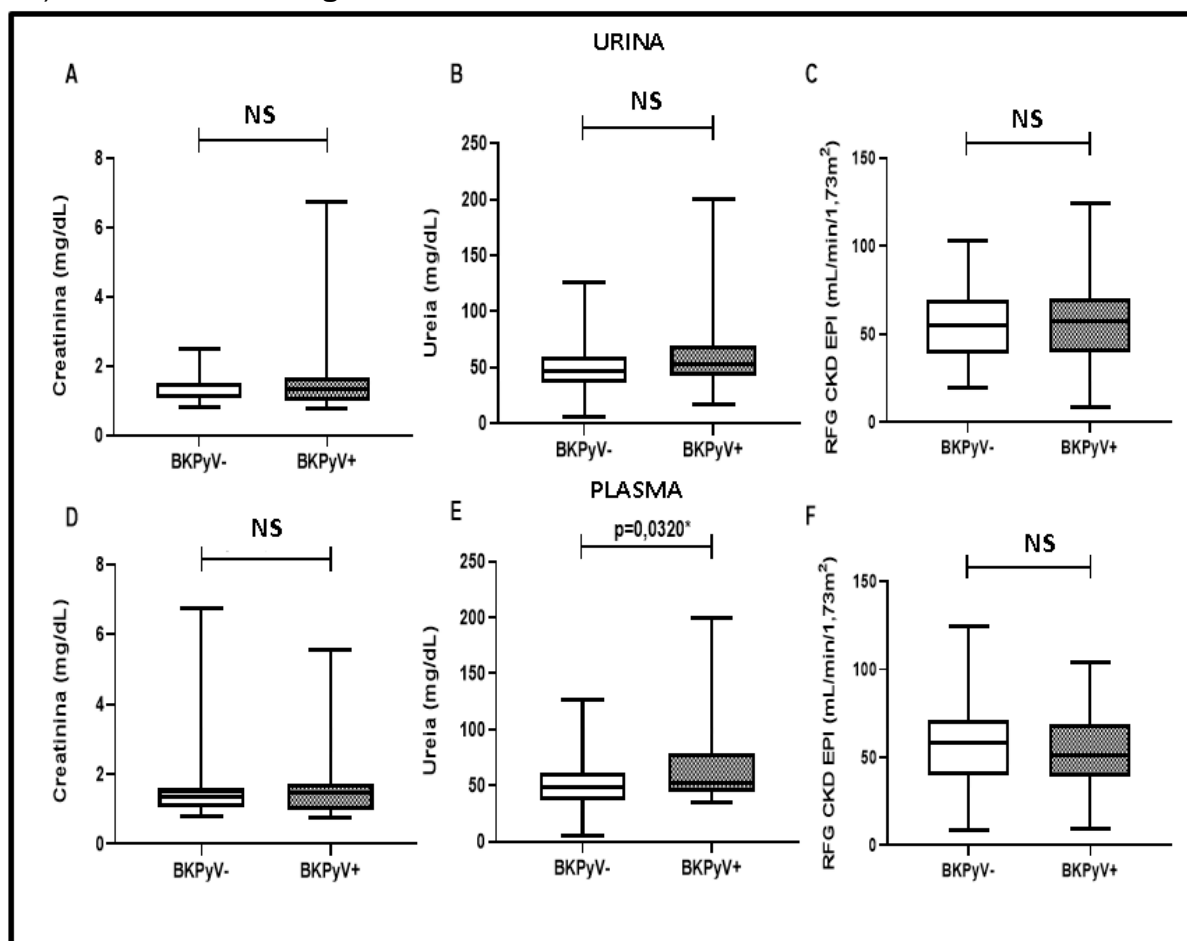 URINA
A
NS
Creatinina (mg/dL)
8
6
4
2
0
BKPyV-
BKPyV+
B
NS
Ureia (mg/dL)
250
200
150
100
50
0
BKPyV-
BKPyV+
C
NS
RFG CKD EPI (mL/min/1,73m²)
150
100
50
0
BKPyV-
BKPyV+
PLASMA
D
NS
Creatinina (mg/dL)
8
6
4
2
0
BKPyV-
BKPyV+
E
p=0,0320*
Ureia (mg/dL)
250
200
150
100
50
0
BKPyV-
BKPyV+
F
NS
RFG CKD EPI (mL/min/1,73m²)
150
100
50
0
BKPyV-
BKPyV+